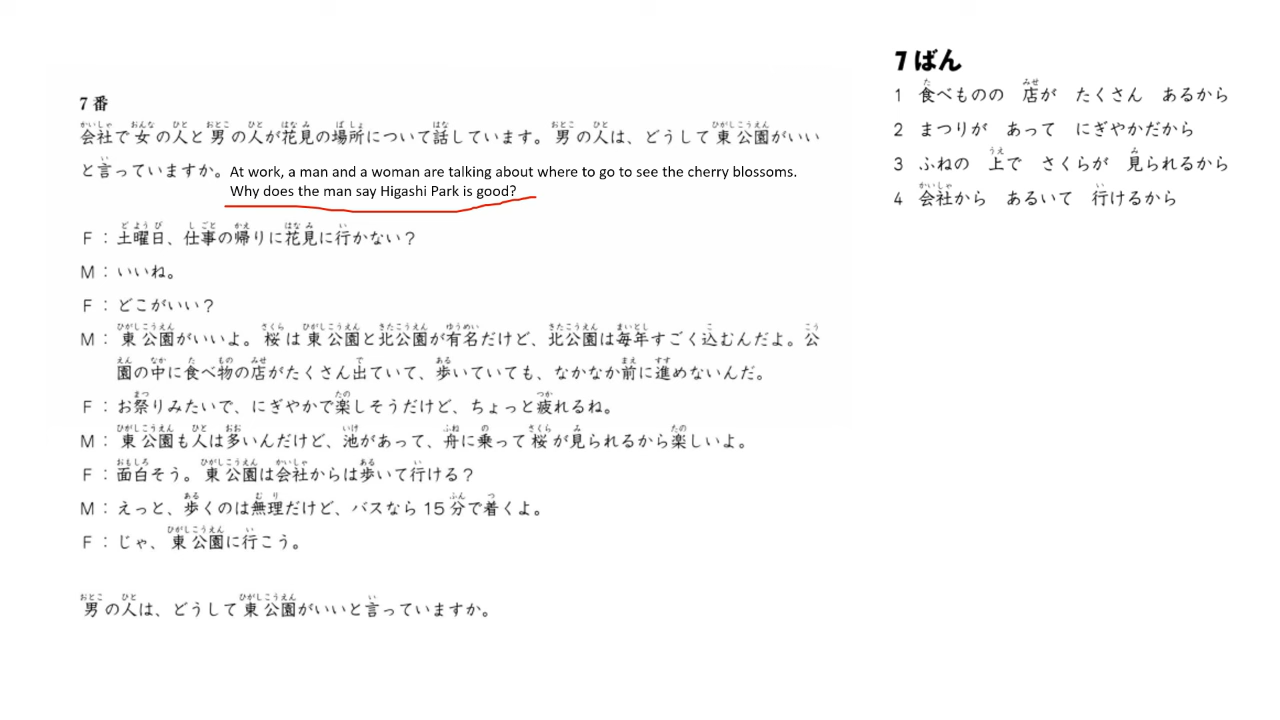 7番
会社で女の人と男の人が花見の場所について話しています。男の人は、どうして東公園がいい
と言っていますか。At work, a man and a woman are talking about where to go to see the cherry blossoms.
Why does the man say Higashi Park is good?
F：土曜日、仕事の帰りに花見に行かない？
M：いいね。
F：どこがいい？
M：東公園がいいよ。桜は東公園と北公園が有名だけど、北公園は毎年すごく込むんだよ。公
園の中に食べ物の店がたくさん出ていて、歩いていても、なかなか前に進めないんだ。
F：お祭りみたいで、にぎやかで楽しそうだけど、ちょっと疲れるね。
M：東公園も人は多いんだけど、池があって、舟に乗って桜が見られるから楽しいよ。
F：面白そう。東公園は会社からは歩いて行ける？
M：えっと、歩くのは無理だけど、バスなら15分で着くよ。
F：じゃ、東公園に行こう。
男の人は、どうして東公園がいいと言っていますか。
7ばん
1 食べものの 店が たくさん あるから
2 まつりが あって にぎやかだから
3 ふねの 上で さくらが 見られるから
4 会社から あるいて 行けるから